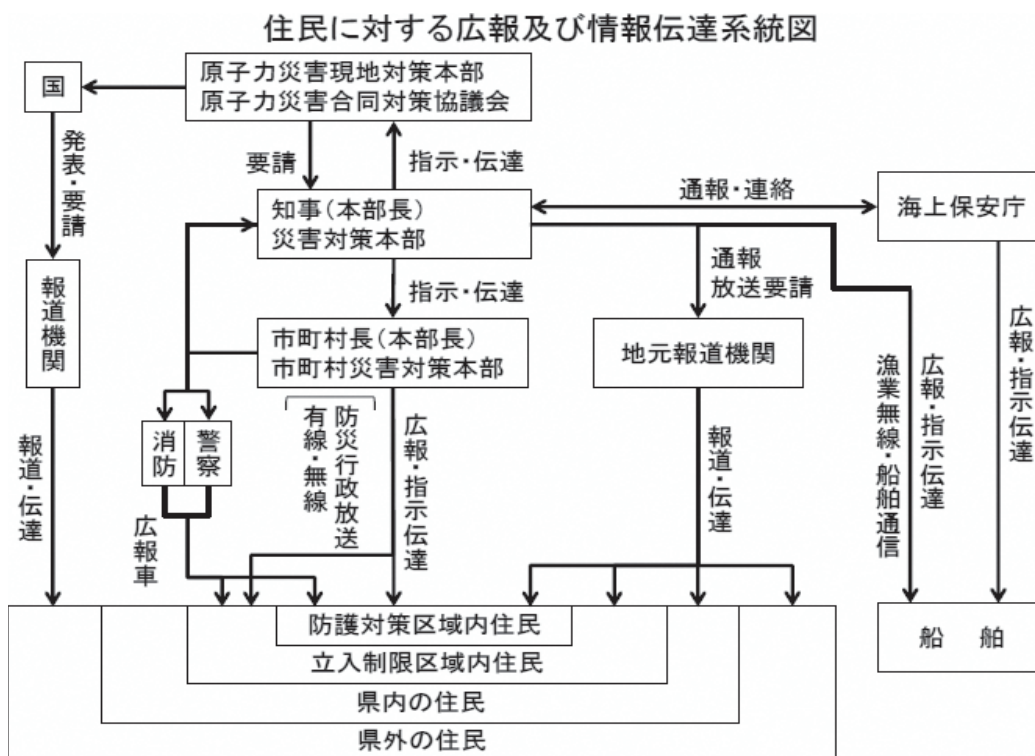 住民に対する広報及び情報伝達系統図
国
原子力災害現地対策本部
原子力災害合同対策協議会
発表・要請
要請
指示・伝達
通報・連絡
知事(本部長)
災害対策本部
海上保安庁
報道機関
指示・伝達
通報
放送要請
市町村長(本部長)
市町村災害対策本部
地元報道機関
報道・伝達
消防
警察
広報車
防災行政放送
有線・無線
広報・指示伝達
報道・伝達
広報・指示伝達
漁業無線・船舶通信
広報・指示伝達
防護対策区域内住民
立入制限区域内住民
県内の住民
県外の住民
船 舶